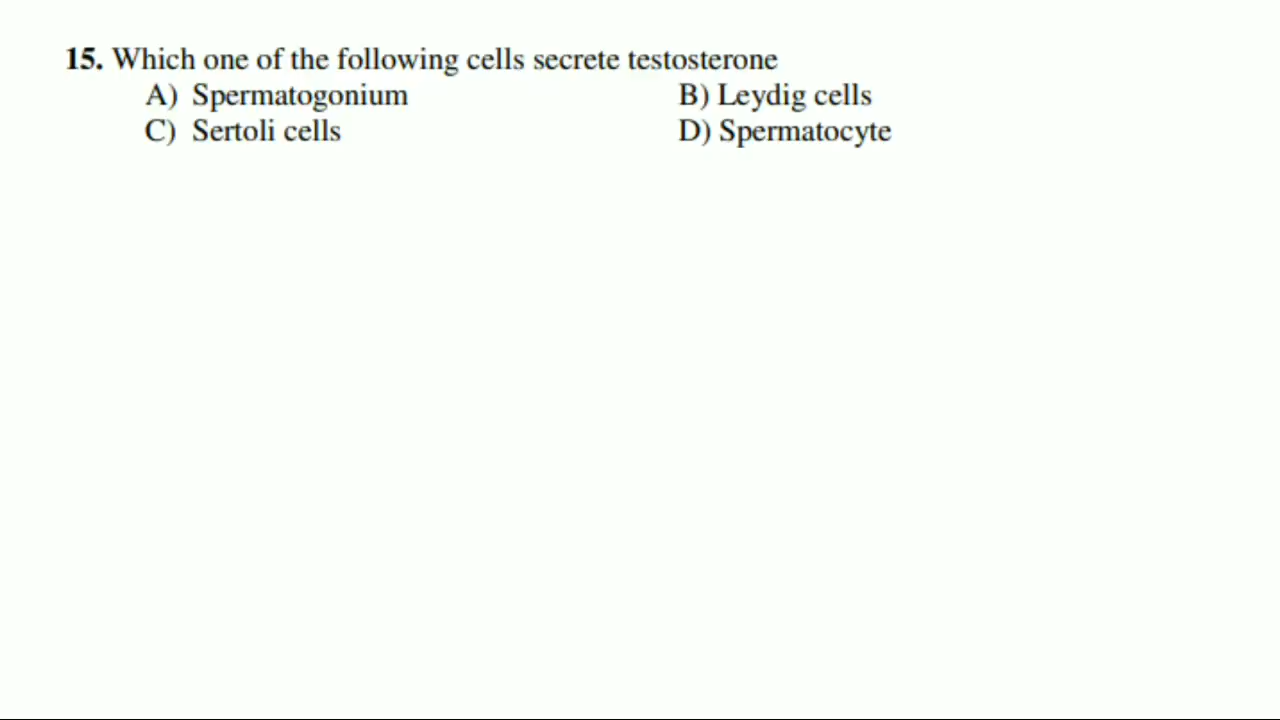 15. Which one of the following cells secrete testosterone
A) Spermatogonium B) Leydig cells
C) Sertoli cells D) Spermatocyte